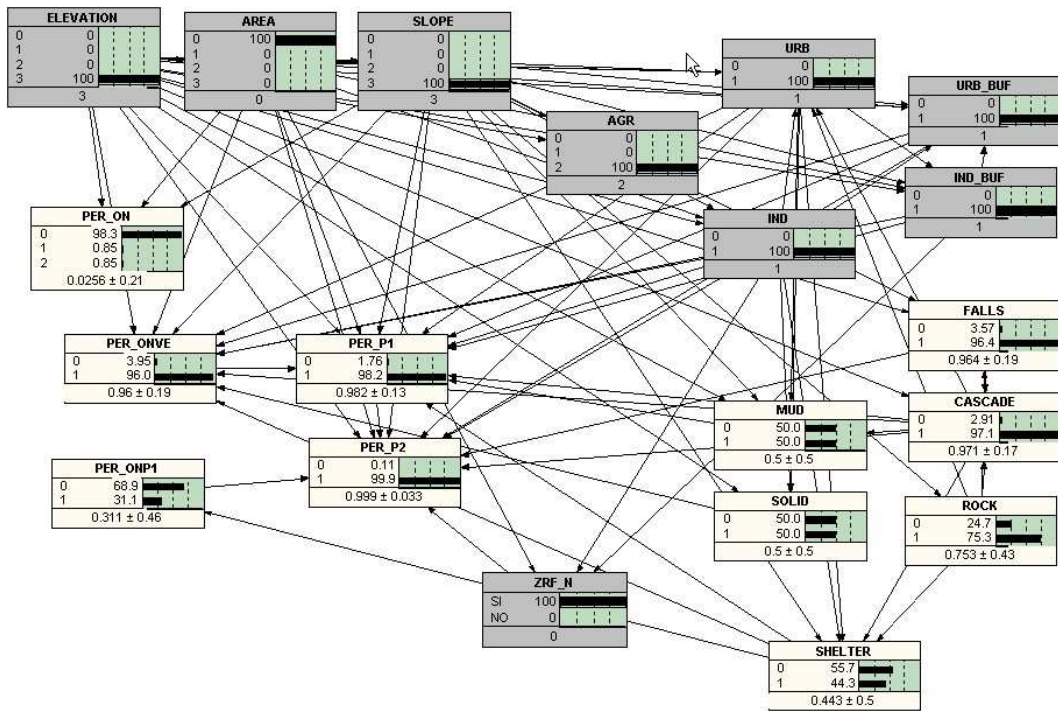 ELEVATION
0 0
1 0
2 0
3 100
3
AREA
0 100
1 0
2 0
3 0
0
SLOPE
0 0
1 0
2 0
3 100
3
URB
0 0
1 100
1
URB_BUF
0 0
1 100
1
AGR
0 0
1 0
2 100
2
IND_BUF
0 0
1 100
1
PER_ON
0 98.3
1 0.85
2 0.85
0.0256 ± 0.21
IND
0 0
1 100
1
FALLS
0 3.57
1 96.4
0.964 ± 0.19
PER_ONVE
0 3.95
1 96.0
0.96 ± 0.19
PER_P1
0 1.76
1 98.2
0.982 ± 0.13
CASCADE
0 2.91
1 97.1
0.971 ± 0.17
MUD
0 50.0
1 50.0
0.5 ± 0.5
PER_P2
0 0.11
1 99.9
0.999 ± 0.033
PER_ONP1
0 68.9
1 31.1
0.311 ± 0.46
SOLID
0 50.0
1 50.0
0.5 ± 0.5
ROCK
0 24.7
1 75.3
0.753 ± 0.43
ZRF_N
SI 100
NO 0
0
SHELTER
0 55.7
1 44.3
0.443 ± 0.5